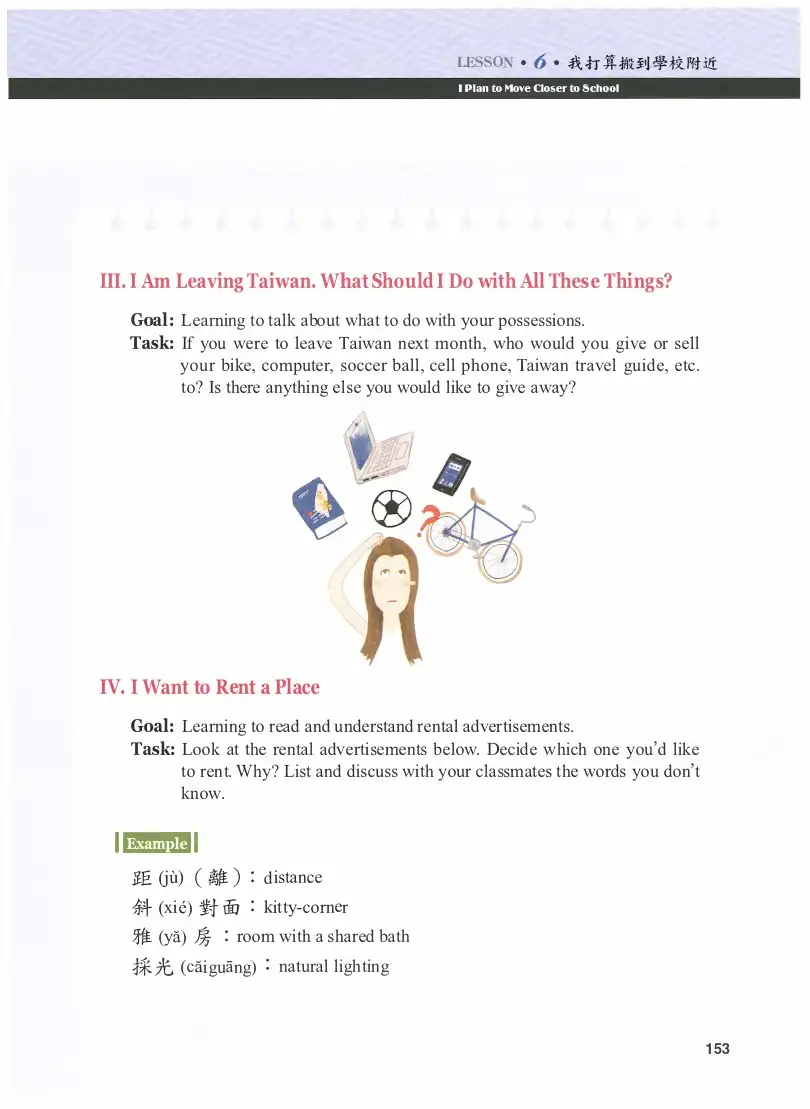 LESSON • 6 • 我打算搬到學校附近
I Plan to Move Closer to School
III. I Am Leaving Taiwan. What Should I Do with All These Things?
Goal: Learning to talk about what to do with your possessions.
Task: If you were to leave Taiwan next month, who would you give or sell
your bike, computer, soccer ball, cell phone, Taiwan travel guide, etc.
to? Is there anything else you would like to give away?
?
IV. I Want to Rent a Place
Goal: Learning to read and understand rental advertisements.
Task: Look at the rental advertisements below. Decide which one you’d like
to rent. Why? List and discuss with your classmates the words you don’t
know.
Example
距 (jù)（離）：distance
斜 (xié) 對面：kitty-corner
雅 (yǎ) 房：room with a shared bath
採光 (cǎiguāng)：natural lighting
153